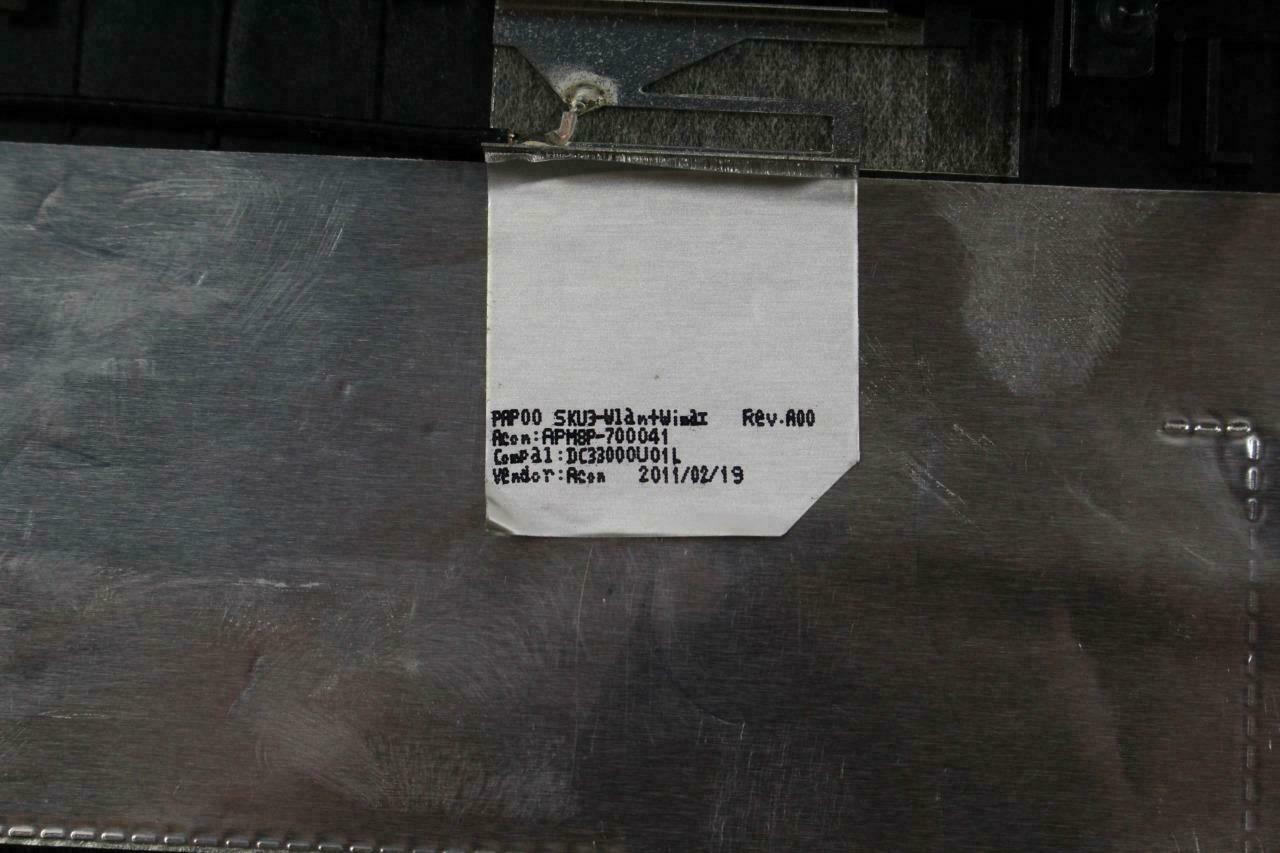 PAP00 SKU3-Wlan+Wimax Rev.A00
Acon:APM8P-700041
Compal:DC33000U01L
Vendor:Acon 2011/02/19